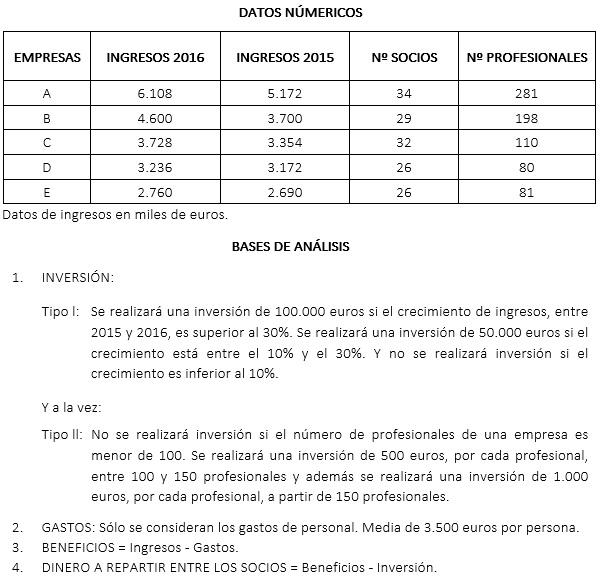 DATOS NÚMERICOS
EMPRESAS INGRESOS 2016 INGRESOS 2015 Nº SOCIOS Nº PROFESIONALES
A 6.108 5.172 34 281
B 4.600 3.700 29 198
C 3.728 3.354 32 110
D 3.236 3.172 26 80
E 2.760 2.690 26 81
Datos de ingresos en miles de euros.
BASES DE ANÁLISIS
1. INVERSIÓN:
Tipo l: Se realizará una inversión de 100.000 euros si el crecimiento de ingresos, entre
2015 y 2016, es superior al 30%. Se realizará una inversión de 50.000 euros si el
crecimiento está entre el 10% y el 30%. Y no se realizará inversión si el
crecimiento es inferior al 10%.
Y a la vez:
Tipo ll: No se realizará inversión si el número de profesionales de una empresa es
menor de 100. Se realizará una inversión de 500 euros, por cada profesional,
entre 100 y 150 profesionales y además se realizará una inversión de 1.000
euros, por cada profesional, a partir de 150 profesionales.
2. GASTOS: Sólo se consideran los gastos de personal. Media de 3.500 euros por persona.
3. BENEFICIOS = Ingresos - Gastos.
4. DINERO A REPARTIR ENTRE LOS SOCIOS = Beneficios - Inversión.